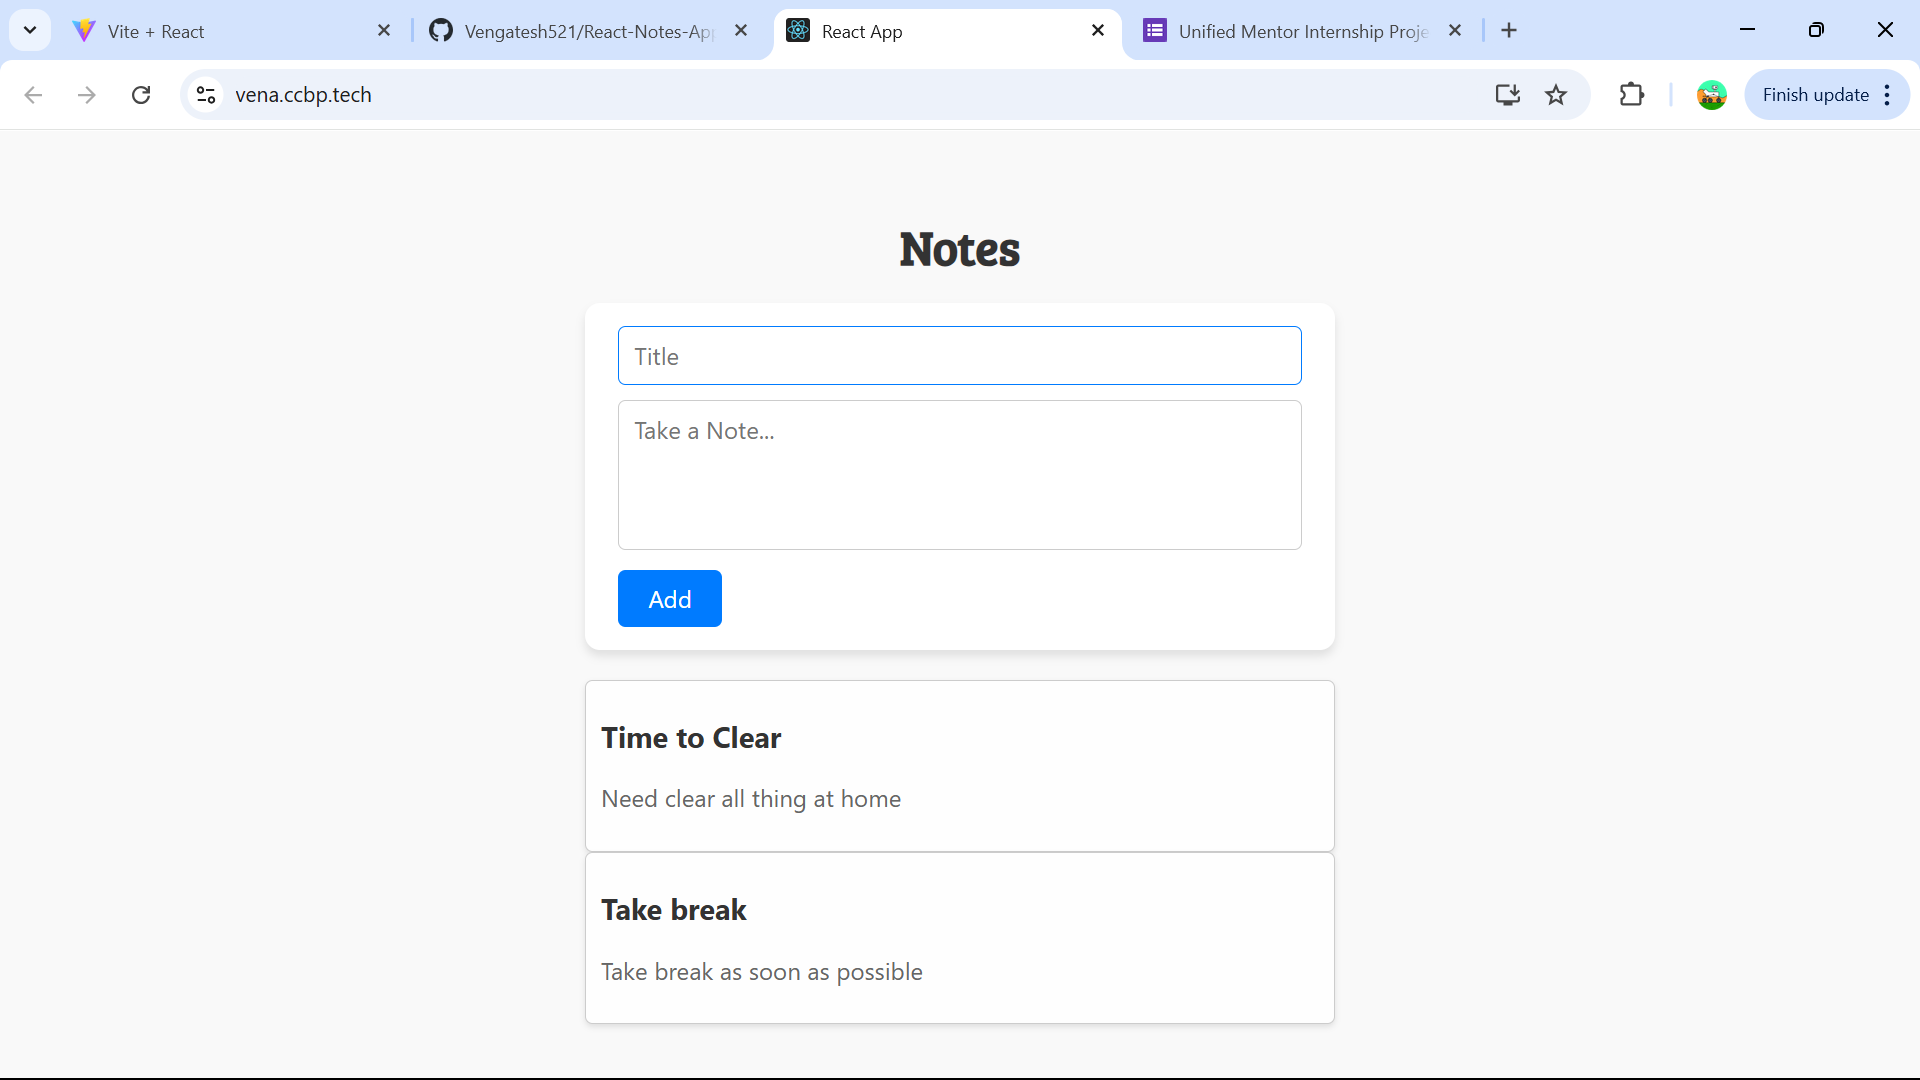 Vite + React
Vengatesh521/React-Notes-App
React App
Unified Mentor Internship Proje
vena.ccbp.tech
Finish update
Notes
Title
Take a Note...
Add
Time to Clear
Need clear all thing at home
Take break
Take break as soon as possible